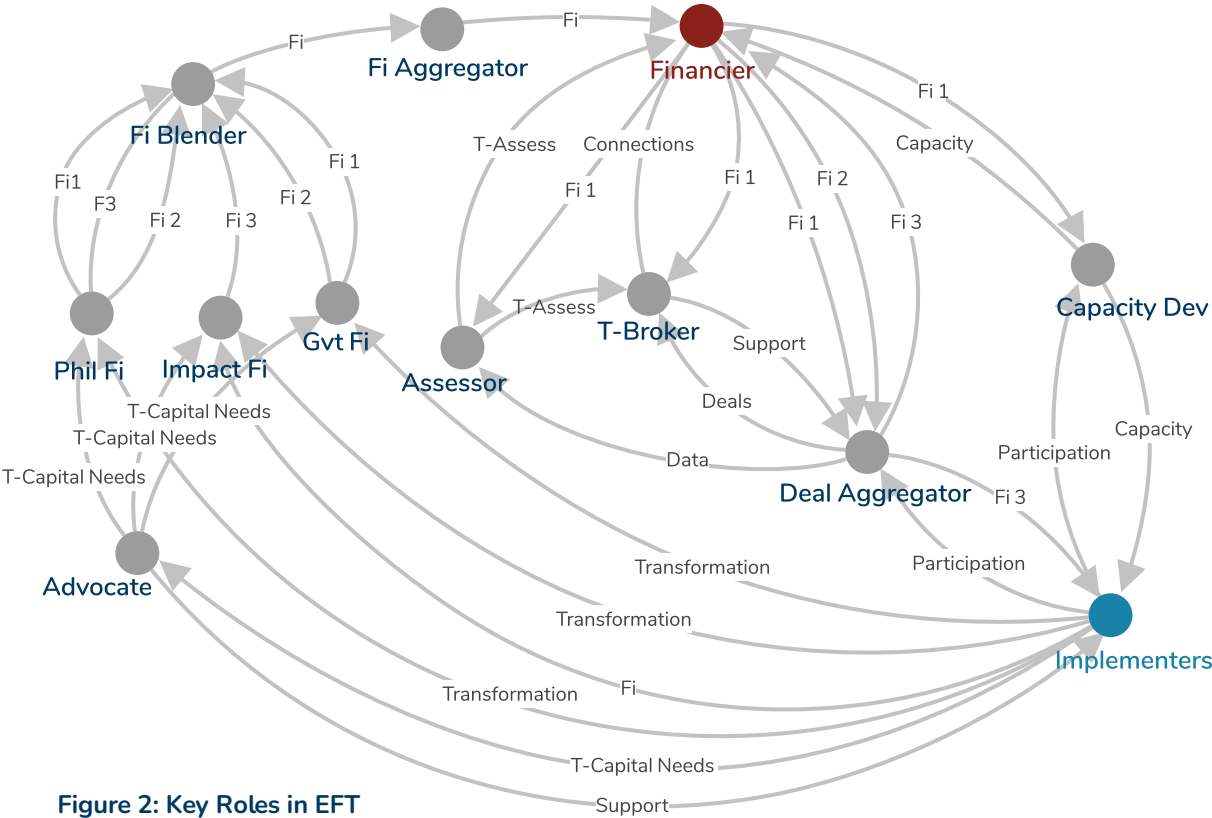 Fi
Fi
Fi Aggregator
Financier
Fi 1
Fi Blender
T-Assess
Connections
Capacity
Fi 1
Fi1
F3
Fi 2
Fi 3
Fi 2
Fi 1
Fi 1
Fi 2
Fi 1
Fi 3
T-Assess
T-Broker
Capacity Dev
Phil Fi
Impact Fi
Gvt Fi
Assessor
Support
Deals
T-Capital Needs
T-Capital Needs
T-Capital Needs
Data
Deal Aggregator
Participation
Capacity
Fi 3
Advocate
Transformation
Participation
Transformation
Implementers
Fi
Transformation
T-Capital Needs
Support
Figure 2: Key Roles in EFT